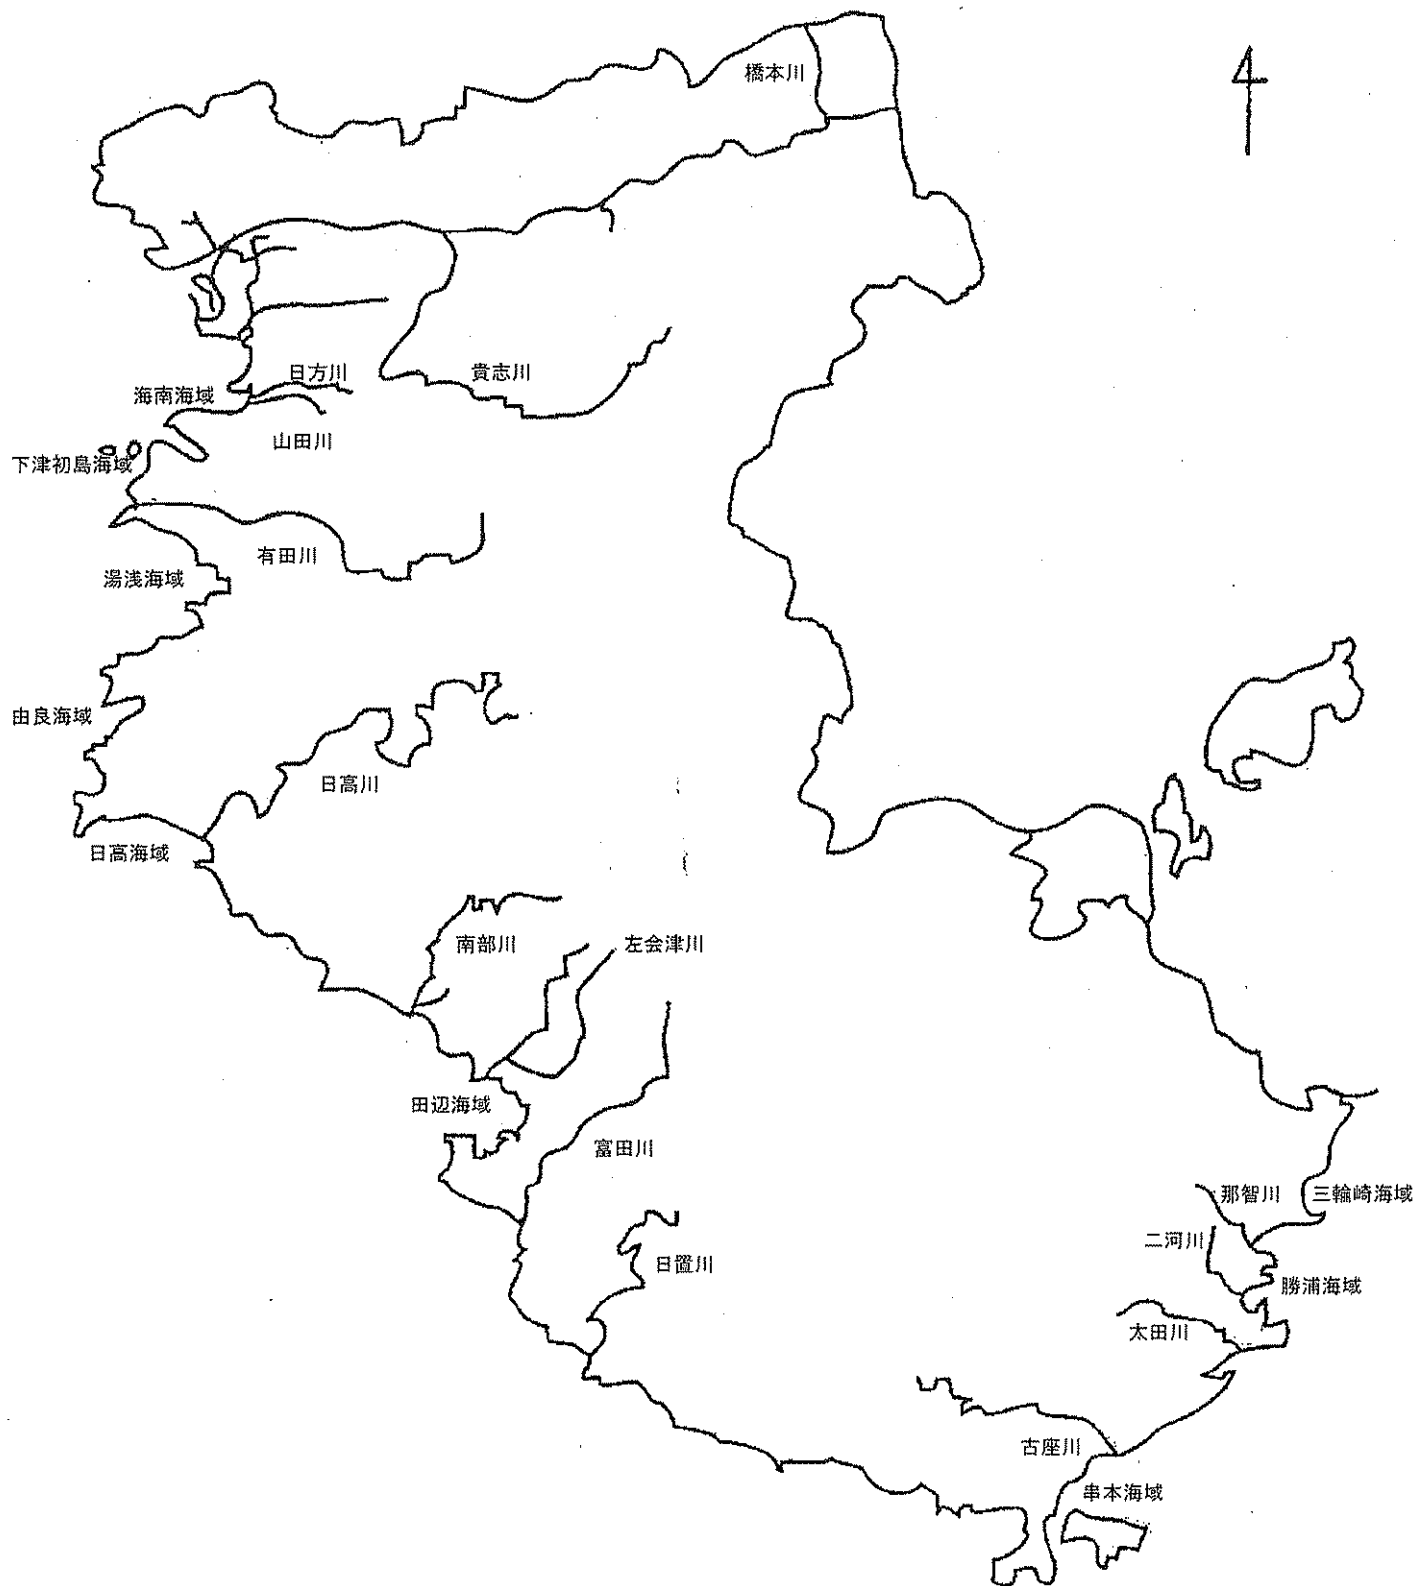 橋本川
日方川
貴志川
海南海域
山田川
下津初島海域
有田川
湯浅海域
由良海域
日高川
日高海域
南部川
左会津川
田辺海域
富田川
那智川
三輪崎海域
二河川
日置川
勝浦海域
太田川
古座川
串本海域